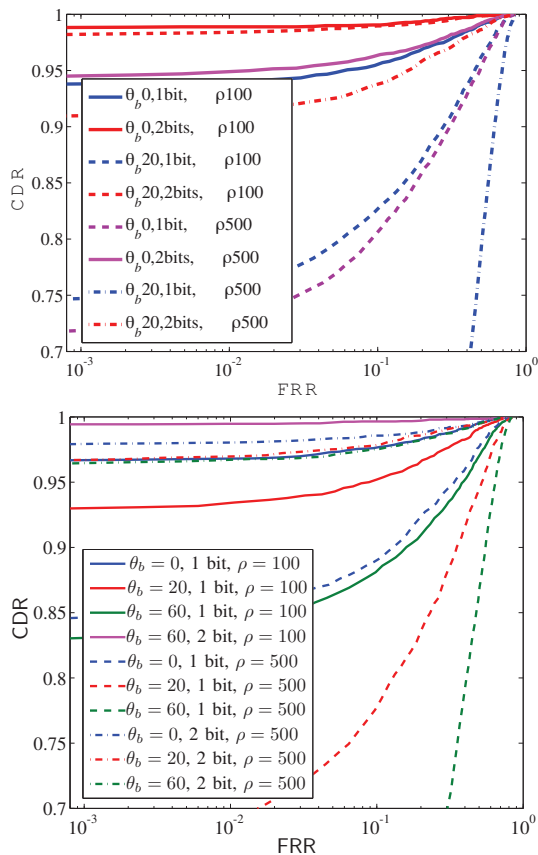 1
0.95
0.9
0.85
0.8
0.75
0.7
CDR
θb0,1bit, ρ100
θb0,2bits, ρ100
θb20,1bit, ρ100
θb20,2bits, ρ100
θb0,1bit, ρ500
θb0,2bits, ρ500
θb20,1bit, ρ500
θb20,2bits, ρ500
10-3
10-2
10-1
100
FRR
1
0.95
0.9
0.85
0.8
0.75
0.7
CDR
θb = 0, 1 bit, ρ = 100
θb = 20, 1 bit, ρ = 100
θb = 60, 1 bit, ρ = 100
θb = 60, 2 bit, ρ = 100
θb = 0, 1 bit, ρ = 500
θb = 20, 1 bit, ρ = 500
θb = 60, 1 bit, ρ = 500
θb = 0, 2 bit, ρ = 500
θb = 20, 2 bit, ρ = 500
θb = 60, 2 bit, ρ = 500
10-3
10-2
10-1
100
FRR